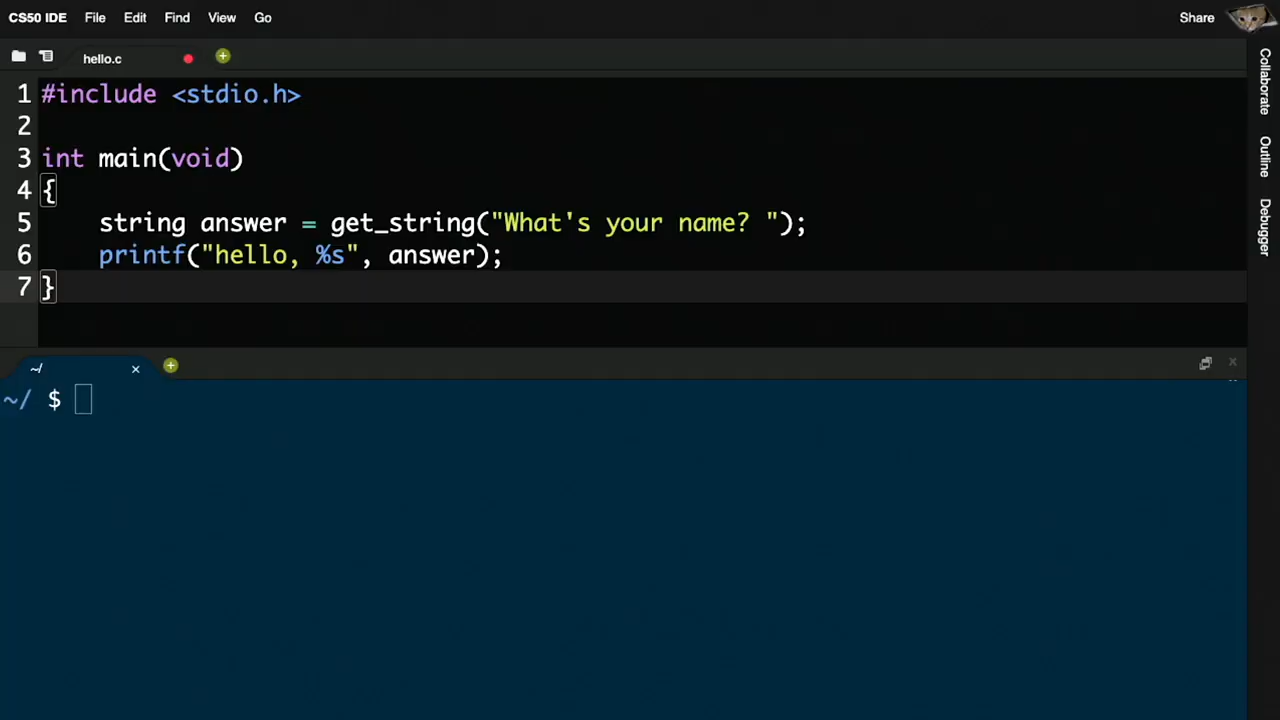 CS50 IDE File Edit Find View Go Share
hello.c
1 #include <stdio.h>
2
3 int main(void)
4 {
5 string answer = get_string("What's your name? ");
6 printf("hello, %s", answer);
7 }
~/
~/ $
Collaborate
Outline
Debugger